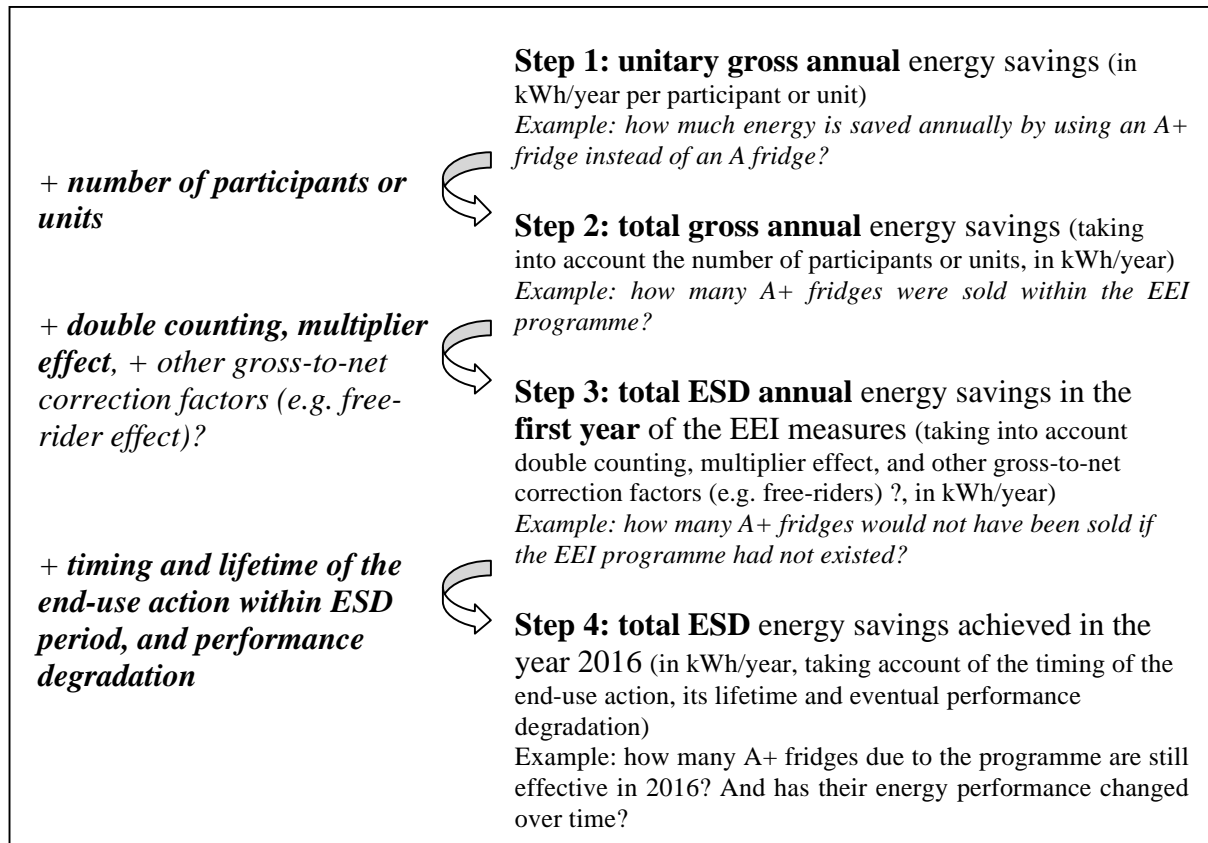 Step 1: unitary gross annual energy savings (in
kWh/year per participant or unit)
Example: how much energy is saved annually by using an A+
fridge instead of an A fridge?
+ number of participants or
units
Step 2: total gross annual energy savings (taking
into account the number of participants or units, in kWh/year)
Example: how many A+ fridges were sold within the EEI
programme?
+ double counting, multiplier
effect, + other gross-to-net
correction factors (e.g. free-
rider effect)?
Step 3: total ESD annual energy savings in the
first year of the EEI measures (taking into account
double counting, multiplier effect, and other gross-to-net
correction factors (e.g. free-riders) ?, in kWh/year)
Example: how many A+ fridges would not have been sold if
the EEI programme had not existed?
+ timing and lifetime of the
end-use action within ESD
period, and performance
degradation
Step 4: total ESD energy savings achieved in the
year 2016 (in kWh/year, taking account of the timing of the
end-use action, its lifetime and eventual performance
degradation)
Example: how many A+ fridges due to the programme are still
effective in 2016? And has their energy performance changed
over time?